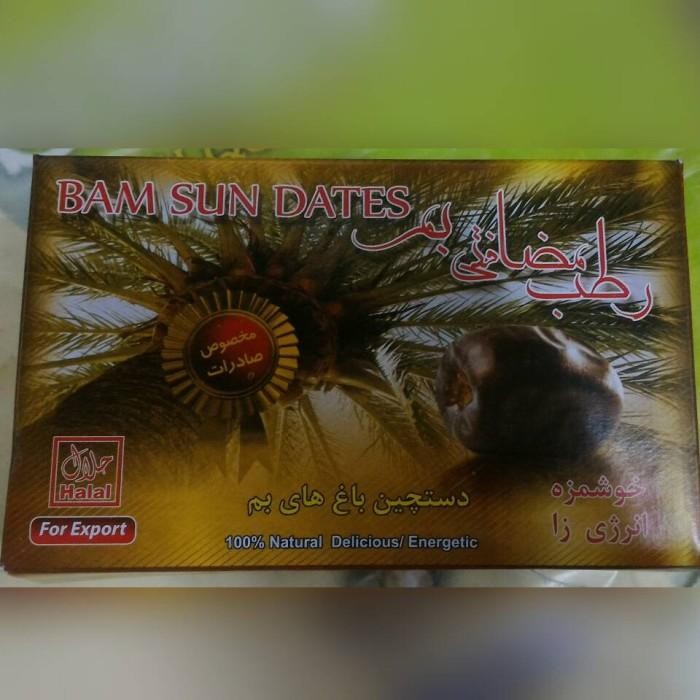 BAM SUN DATES
رطب مضافتی بم
مخصوص
صادرات
حلال
Halal
For Export
دستچین باغ های بم
خوشمزه
انرژی زا
100% Natural Delicious/ Energetic